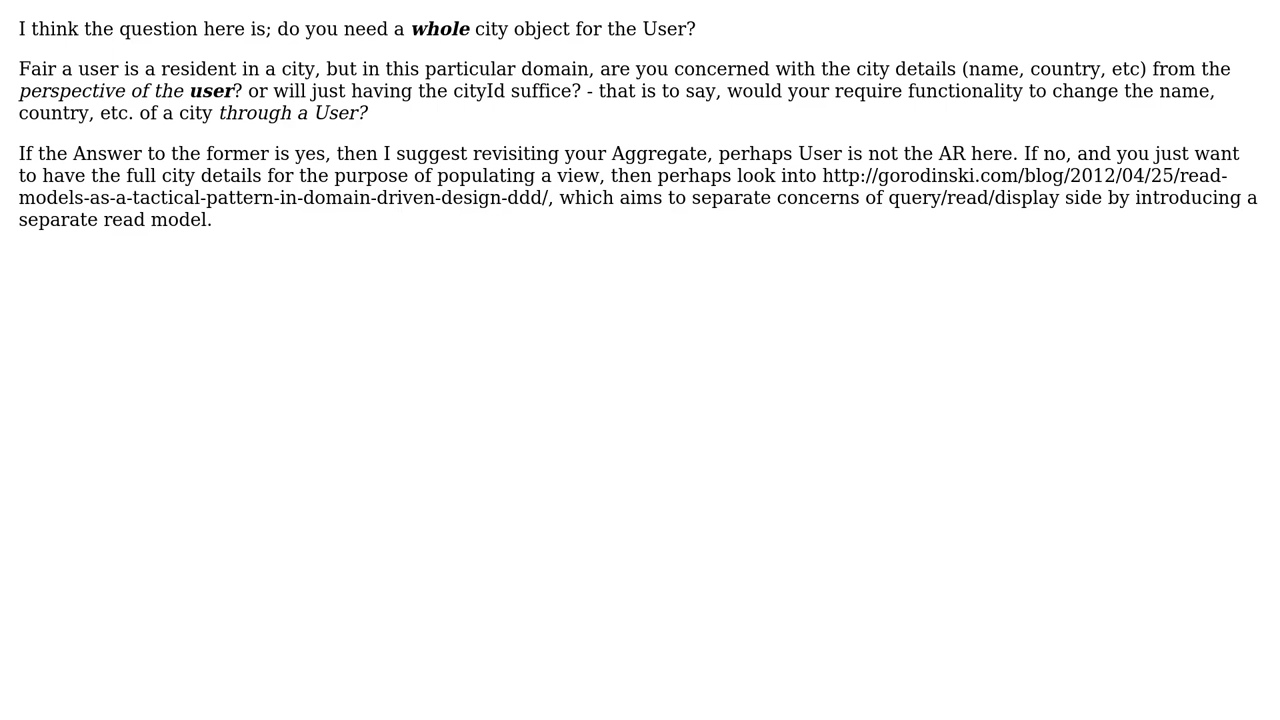 I think the question here is; do you need a whole city object for the User?
Fair a user is a resident in a city, but in this particular domain, are you concerned with the city details (name, country, etc) from the
perspective of the user? or will just having the cityId suffice? - that is to say, would your require functionality to change the name,
country, etc. of a city through a User?
If the Answer to the former is yes, then I suggest revisiting your Aggregate, perhaps User is not the AR here. If no, and you just want
to have the full city details for the purpose of populating a view, then perhaps look into http://gorodinski.com/blog/2012/04/25/read-
models-as-a-tactical-pattern-in-domain-driven-design-ddd/, which aims to separate concerns of query/read/display side by introducing a
separate read model.